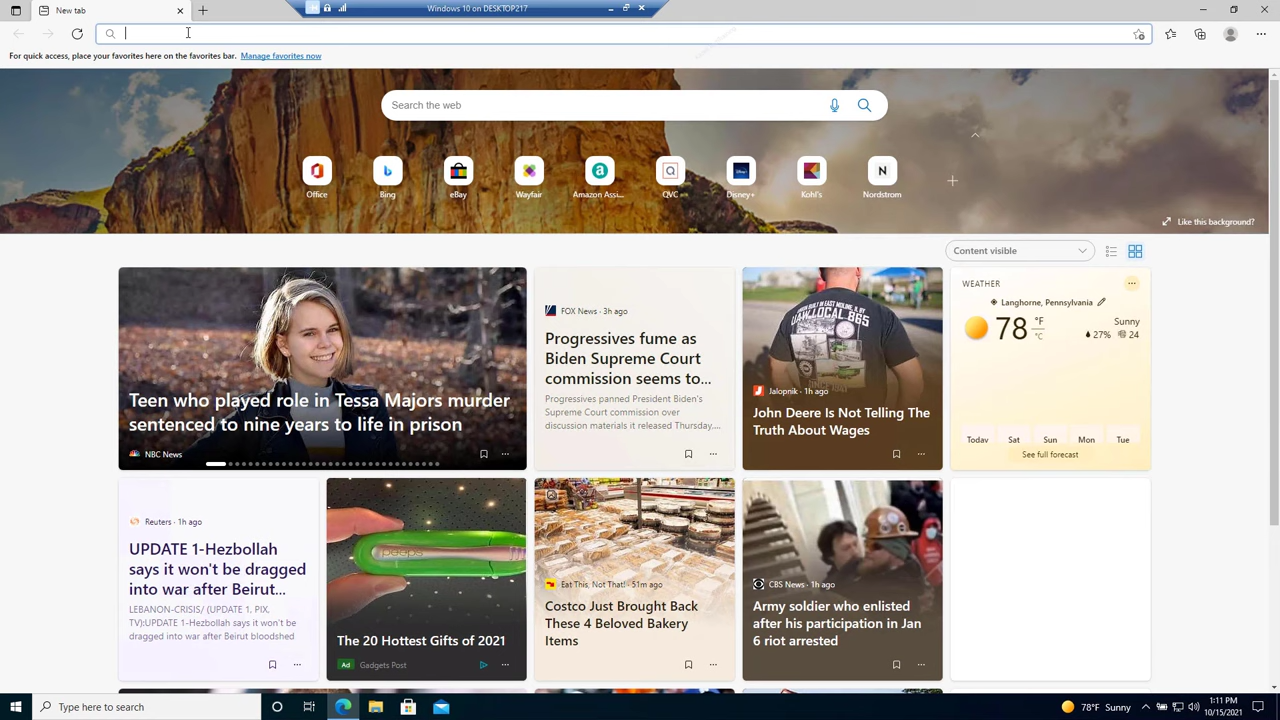 New tab
Windows 10 on DESKTOP217
For quick access, place your favorites here on the favorites bar. Manage favorites now
Search the web
Office
Bing
eBay
Wayfair
Amazon Assi...
QVC
Disney+
Kohl's
Nordstrom
Like this background?
Content visible
Teen who played role in Tessa Majors murder
sentenced to nine years to life in prison
NBC News
FOX News · 3h ago
Progressives fume as
Biden Supreme Court
commission seems to...
Progressives panned President Biden's
Supreme Court commission over
discussion materials it released Thursday,...
UAW LOCAL 865
Jalopnik · 1h ago
John Deere Is Not Telling The
Truth About Wages
WEATHER
Langhorne, Pennsylvania
78 °F
°C
Sunny
27% 24
Today Sat Sun Mon Tue
See full forecast
Reuters · 1h ago
UPDATE 1-Hezbollah
says it won't be dragged
into war after Beirut...
LEBANON-CRISIS/ (UPDATE 1, PIX,
TV):UPDATE 1-Hezbollah says it won't be
dragged into war after Beirut bloodshed
peeps
The 20 Hottest Gifts of 2021
Ad Gadgets Post
Eat This, Not That! · 51m ago
Costco Just Brought Back
These 4 Beloved Bakery
Items
CBS News · 1h ago
Army soldier who enlisted
after his participation in Jan
6 riot arrested
Type here to search
78°F Sunny
1:11 PM
10/15/2021